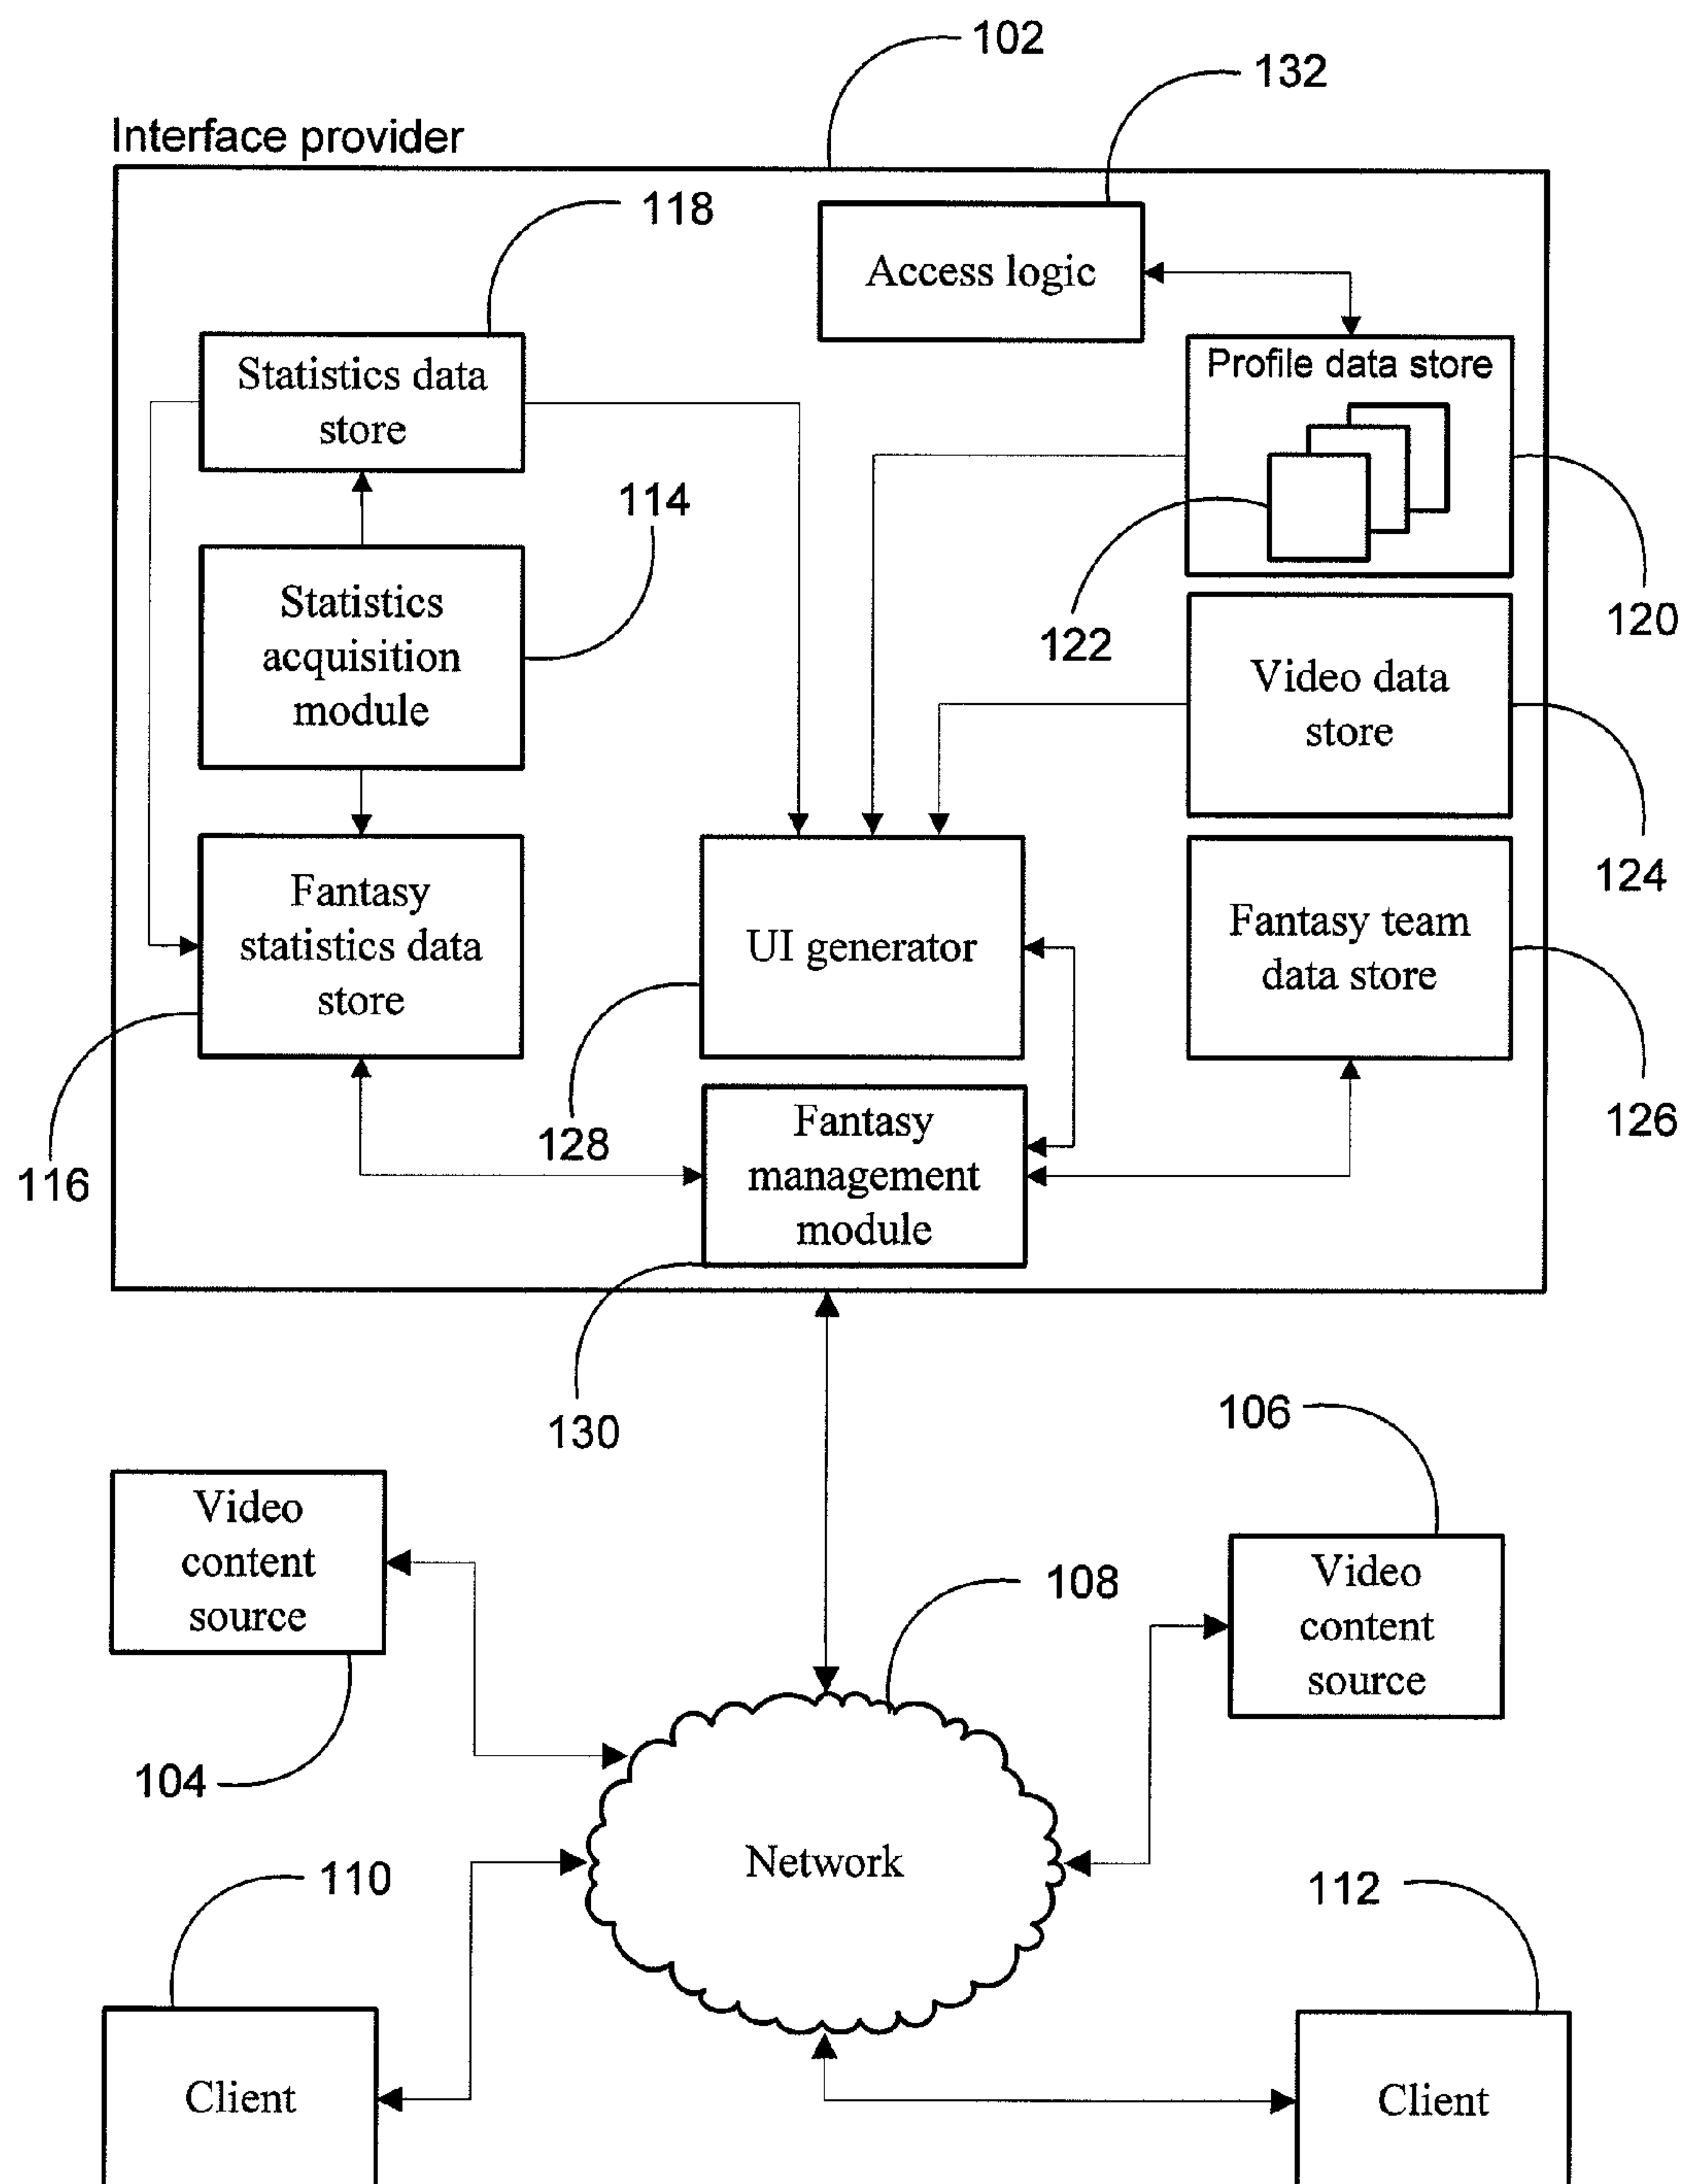 102
132
Interface provider
118
Access logic
Statistics data
store
Profile data store
114
Statistics
acquisition
module
122
120
Video data
store
124
Fantasy
statistics data
store
UI generator
Fantasy team
data store
116
128
Fantasy
management
module
126
130
106
Video
content
source
108
Video
content
source
104
Network
110
112
Client
Client